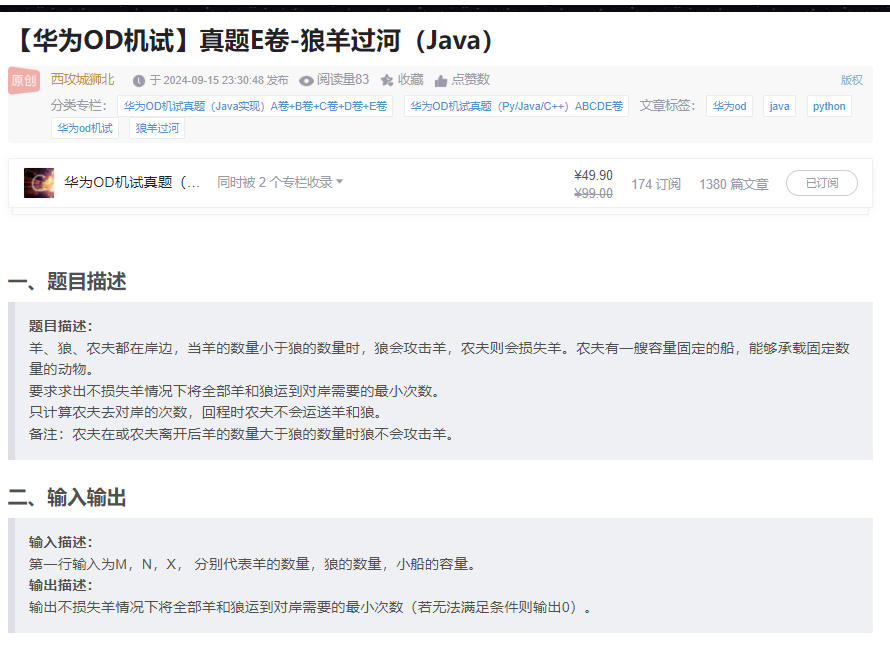 【华为OD机试】真题E卷-狼羊过河（Java）
原创 西攻城狮北 于 2024-09-15 23:30:48 发布 阅读量83 收藏 点赞数 版权
分类专栏： 华为OD机试真题（Java实现）A卷+B卷+C卷+D卷+E卷 华为OD机试真题（Py/Java/C++）ABCDE卷 文章标签： 华为od java python
华为od机试 狼羊过河
华为OD机试真题（... 同时被 2 个专栏收录 ¥49.90 174 订阅 1380 篇文章 已订阅
¥99.00
一、题目描述
题目描述：
羊、狼、农夫都在岸边，当羊的数量小于狼的数量时，狼会攻击羊，农夫则会损失羊。农夫有一艘容量固定的船，能够承载固定数
量的动物。
要求求出不损失羊情况下将全部羊和狼运到对岸需要的最小次数。
只计算农夫去对岸的次数，回程时农夫不会运送羊和狼。
备注：农夫在或农夫离开后羊的数量大于狼的数量时狼不会攻击羊。
二、输入输出
输入描述：
第一行输入为M，N，X， 分别代表羊的数量，狼的数量，小船的容量。
输出描述：
输出不损失羊情况下将全部羊和狼运到对岸需要的最小次数（若无法满足条件则输出0）。